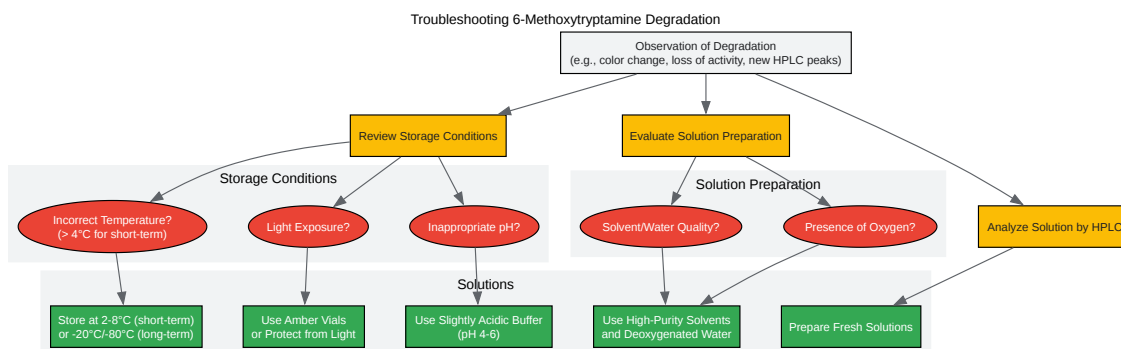 Troubleshooting 6-Methoxytryptamine Degradation
Observation of Degradation
(e.g., color change, loss of activity, new HPLC peaks)
Review Storage Conditions
Evaluate Solution Preparation
Storage Conditions
Solution Preparation
Incorrect Temperature?
(> 4°C for short-term)
Light Exposure?
Inappropriate pH?
Solvent/Water Quality?
Presence of Oxygen?
Analyze Solution by HPLC
Solutions
Store at 2-8°C (short-term)
or -20°C/-80°C (long-term)
Use Amber Vials
or Protect from Light
Use Slightly Acidic Buffer
(pH 4-6)
Use High-Purity Solvents
and Deoxygenated Water
Prepare Fresh Solutions